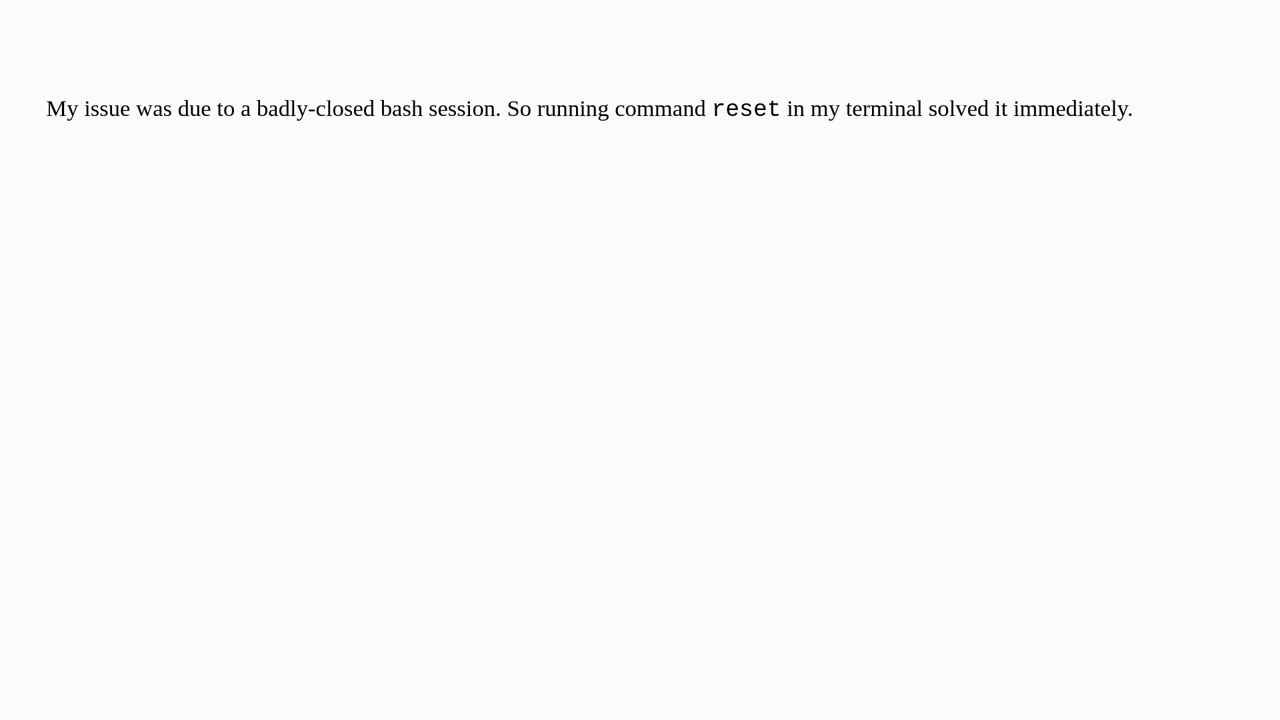 My issue was due to a badly-closed bash session. So running command reset in my terminal solved it immediately.